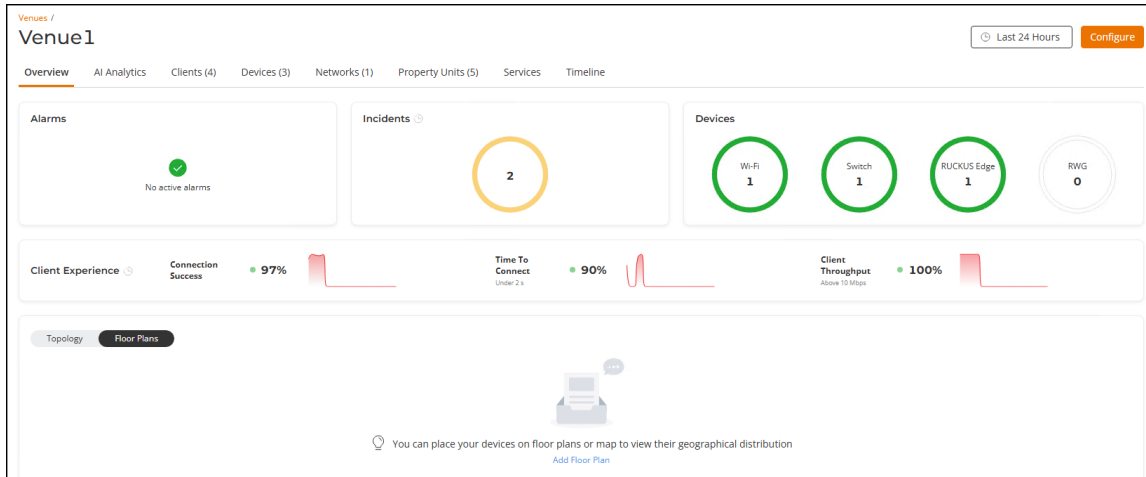 Venues /
Venue1
Last 24 Hours
Configure
Overview
AI Analytics
Clients (4)
Devices (3)
Networks (1)
Property Units (5)
Services
Timeline
Alarms
No active alarms
Incidents
2
Devices
Wi-Fi
1
Switch
1
RUCKUS Edge
1
RWG
0
Client Experience
Connection
Success
97%
Time To
Connect
Under 2 s
90%
Client
Throughput
Above 10 Mbps
100%
Topology
Floor Plans
You can place your devices on floor plans or map to view their geographical distribution
Add Floor Plan